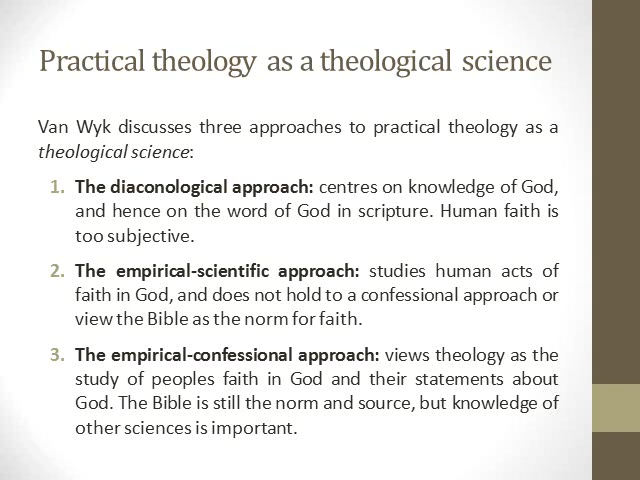 Practical theology as a theological science
Van Wyk discusses three approaches to practical theology as a
theological science:
1. The diaconological approach: centres on knowledge of God,
and hence on the word of God in scripture. Human faith is
too subjective.
2. The empirical-scientific approach: studies human acts of
faith in God, and does not hold to a confessional approach or
view the Bible as the norm for faith.
3. The empirical-confessional approach: views theology as the
study of peoples faith in God and their statements about
God. The Bible is still the norm and source, but knowledge of
other sciences is important.